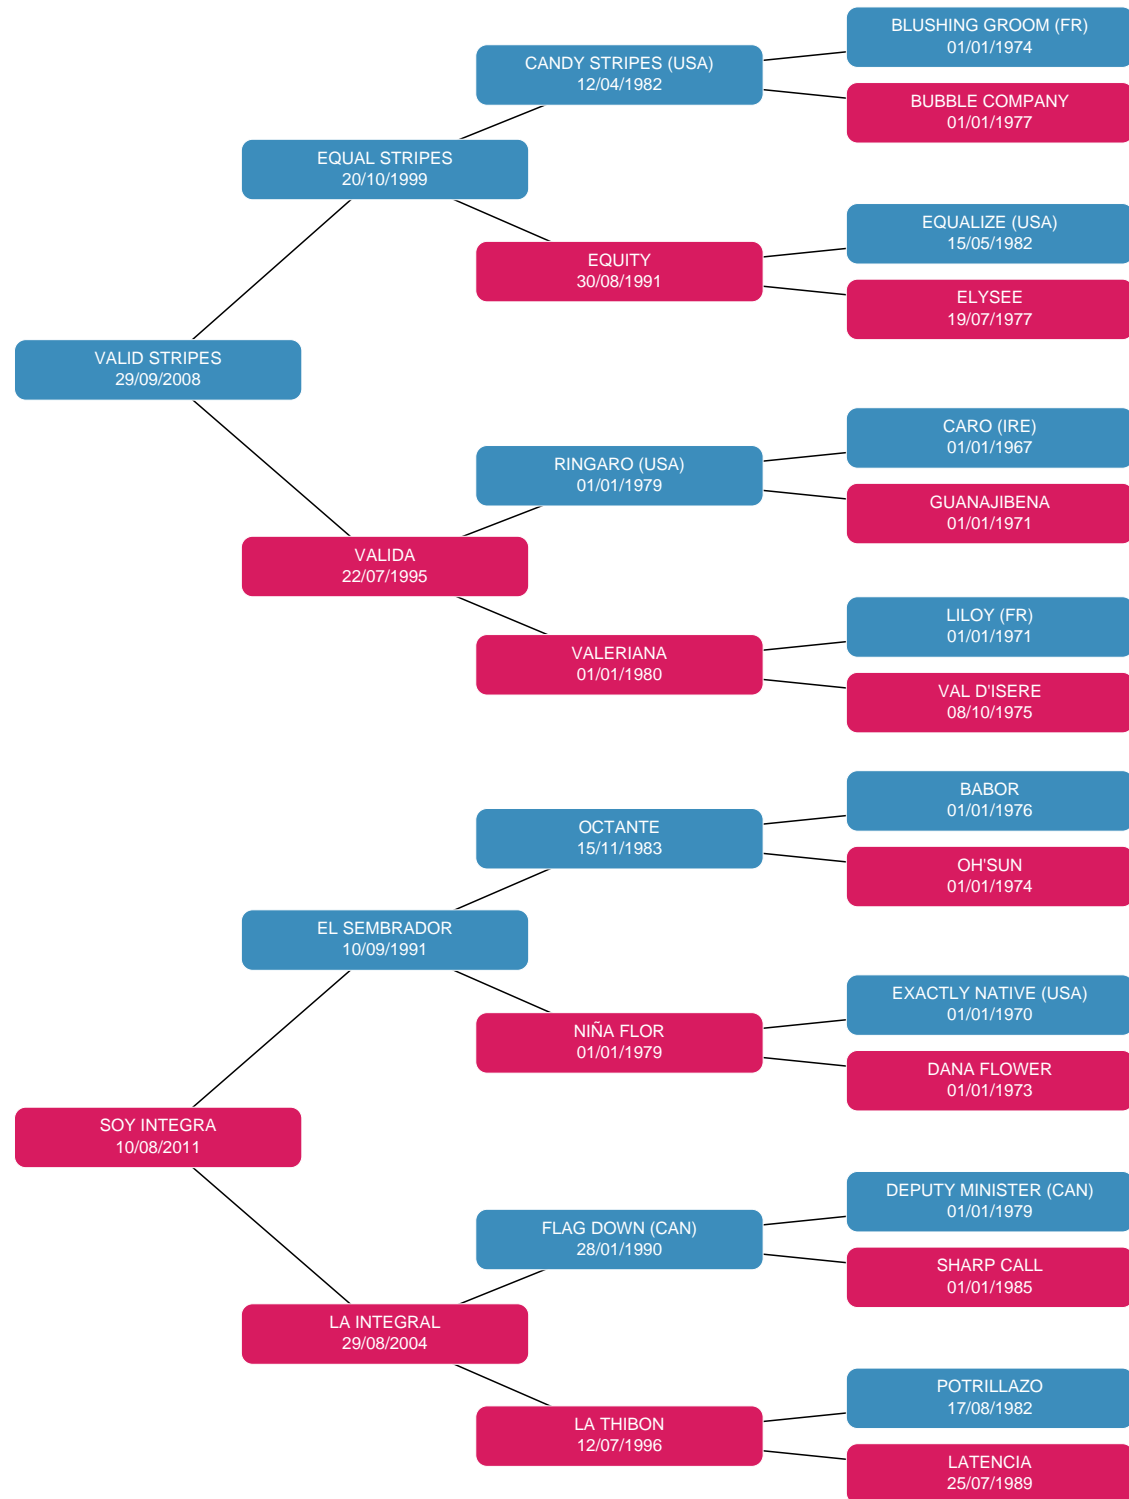 BLUSHING GROOM (FR)
01/01/1974
CANDY STRIPES (USA)
12/04/1982
BUBBLE COMPANY
01/01/1977
EQUAL STRIPES
20/10/1999
EQUALIZE (USA)
15/05/1982
EQUITY
30/08/1991
ELYSEE
19/07/1977
VALID STRIPES
29/09/2008
CARO (IRE)
01/01/1967
RINGARO (USA)
01/01/1979
GUANAJIBENA
01/01/1971
VALIDA
22/07/1995
LILOY (FR)
01/01/1971
VALERIANA
01/01/1980
VAL D'ISERE
08/10/1975
BABOR
01/01/1976
OCTANTE
15/11/1983
OH'SUN
01/01/1974
EL SEMBRADOR
10/09/1991
EXACTLY NATIVE (USA)
01/01/1970
NIÑA FLOR
01/01/1979
DANA FLOWER
01/01/1973
SOY INTEGRA
10/08/2011
DEPUTY MINISTER (CAN)
01/01/1979
FLAG DOWN (CAN)
28/01/1990
SHARP CALL
01/01/1985
LA INTEGRAL
29/08/2004
POTRILLAZO
17/08/1982
LA THIBON
12/07/1996
LATENCIA
25/07/1989